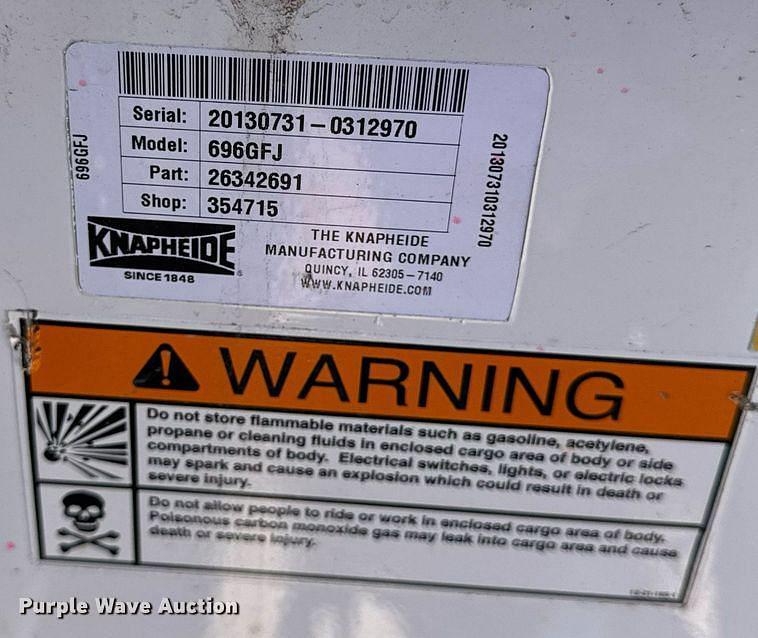 Serial: 20130731-0312970
Model: 696GFJ
Part: 26342691
Shop: 354715
696GFJ
201307310312970
KNAPHEIDE
SINCE 1848
THE KNAPHEIDE
MANUFACTURING COMPANY
QUINCY, IL 62305-7140
WWW.KNAPHEIDE.COM
WARNING
Do not store flammable materials such as gasoline, acetylene,
propane or cleaning fluids in enclosed cargo area of body or side
compartments of body. Electrical switches, lights, or electric locks
may spark and cause an explosion which could result in death or
severe injury.
Do not allow people to ride or work in enclosed cargo area of body.
Poisonous carbon monoxide gas may leak into cargo area and cause
death or severe injury.
Purple Wave Auction